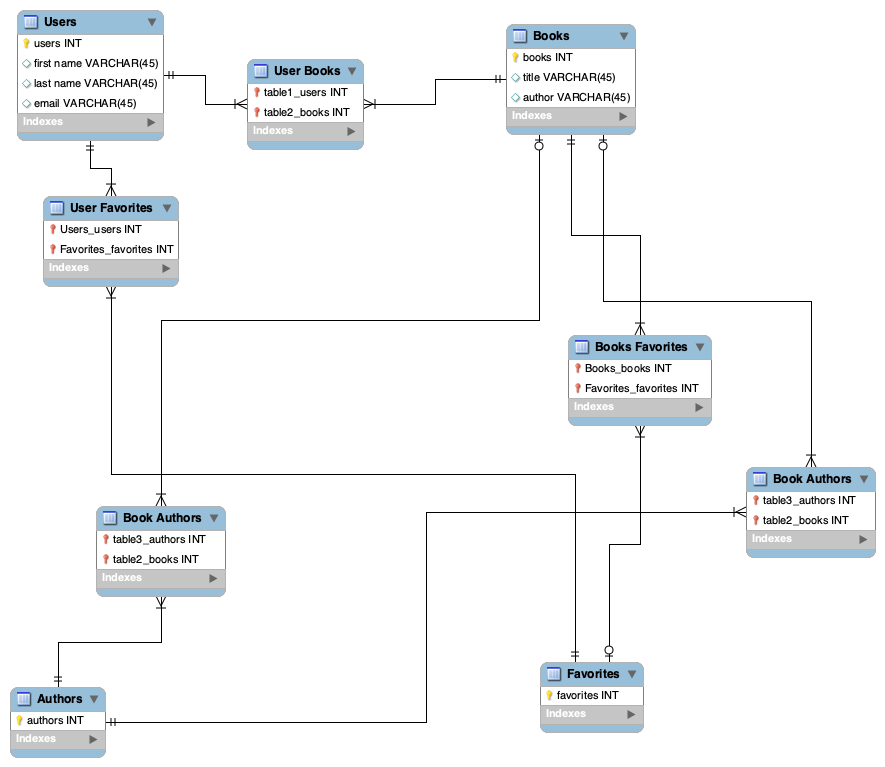 Users
users INT
first name VARCHAR(45)
last name VARCHAR(45)
email VARCHAR(45)
Indexes
User Books
table1_users INT
table2_books INT
Indexes
Books
books INT
title VARCHAR(45)
author VARCHAR(45)
Indexes
User Favorites
Users_users INT
Favorites_favorites INT
Indexes
Books Favorites
Books_books INT
Favorites_favorites INT
Indexes
Book Authors
table3_authors INT
table2_books INT
Indexes
Book Authors
table3_authors INT
table2_books INT
Indexes
Authors
authors INT
Indexes
Favorites
favorites INT
Indexes